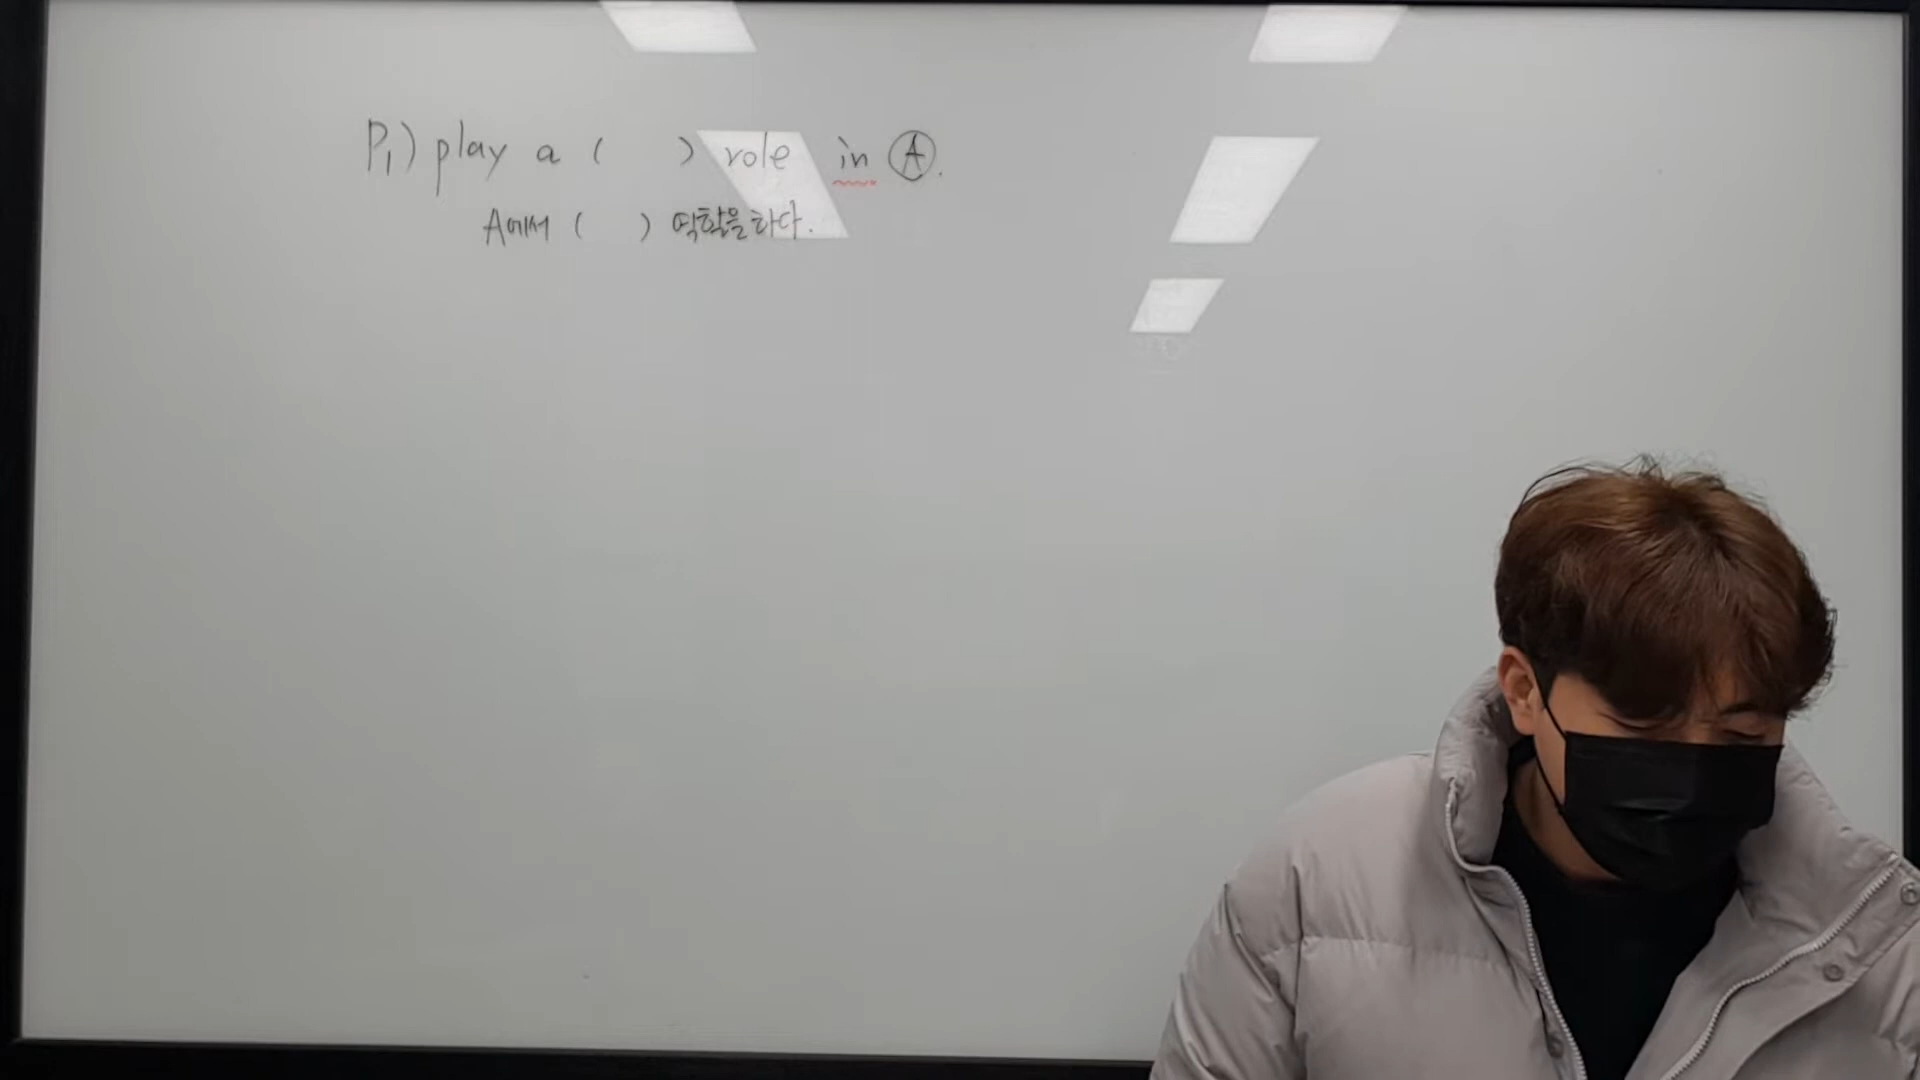 P1) play a (   ) role in Ⓐ.
A에서 (   ) 역할을 하다.